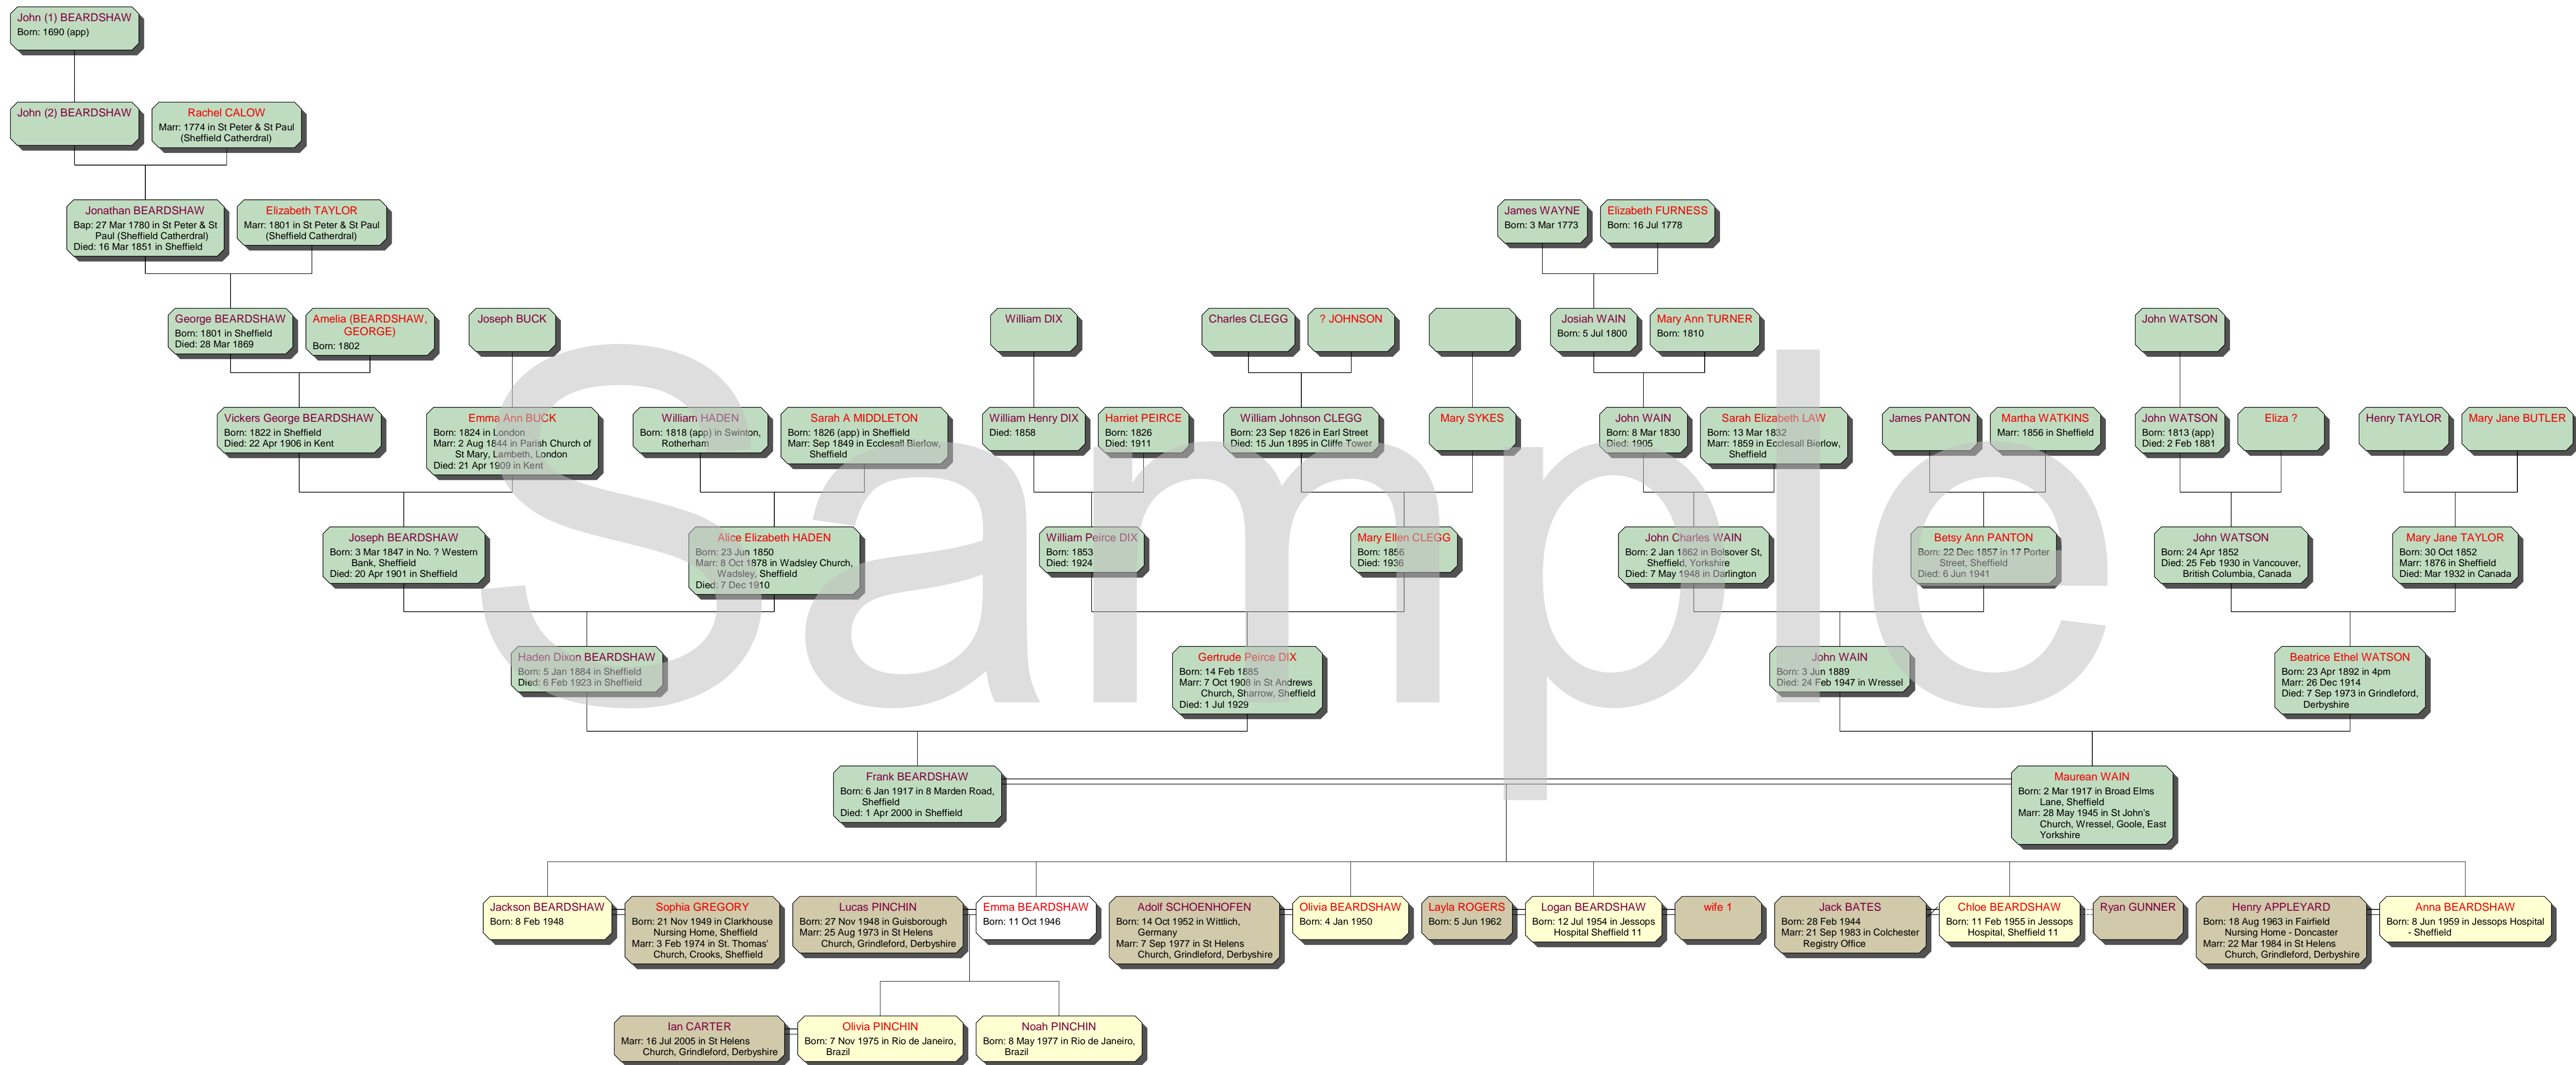 John (1) BEARDSHAW
Born: 1690 (app)
John (2) BEARDSHAW
Rachel CALOW
Marr: 1774 in St Peter & St Paul
(Sheffield Catherdral)
Jonathan BEARDSHAW
Bap: 27 Mar 1780 in St Peter & St
Paul (Sheffield Catherdral)
Died: 16 Mar 1851 in Sheffield
Elizabeth TAYLOR
Marr: 1801 in St Peter & St Paul
(Sheffield Catherdral)
James WAYNE
Born: 3 Mar 1773
Elizabeth FURNESS
Born: 16 Jul 1778
George BEARDSHAW
Born: 1801 in Sheffield
Died: 28 Mar 1869
Amelia (BEARDSHAW,
GEORGE)
Born: 1802
Joseph BUCK
William DIX
Charles CLEGG
? JOHNSON
Josiah WAIN
Born: 5 Jul 1800
Mary Ann TURNER
Born: 1810
John WATSON
Vickers George BEARDSHAW
Born: 1822 in Sheffield
Died: 22 Apr 1906 in Kent
Emma Ann BUCK
Born: 1824 in London
Marr: 2 Aug 1844 in Parish Church of
St Mary, Lambeth, London
Died: 21 Apr 1909 in Kent
William HADEN
Born: 1818 (app) in Swinton,
Rotherham
Sarah A MIDDLETON
Born: 1826 (app) in Sheffield
Marr: Sep 1849 in Ecclesall Bierlow,
Sheffield
William Henry DIX
Died: 1858
Harriet PEIRCE
Born: 1826
Died: 1911
William Johnson CLEGG
Born: 23 Sep 1826 in Earl Street
Died: 15 Jun 1895 in Cliffe Tower
Mary SYKES
John WAIN
Born: 8 Mar 1830
Died: 1905
Sarah Elizabeth LAW
Born: 13 Mar 1832
Marr: 1859 in Ecclesall Bierlow,
Sheffield
James PANTON
Martha WATKINS
Marr: 1856 in Sheffield
John WATSON
Born: 1813 (app)
Died: 2 Feb 1881
Eliza ?
Henry TAYLOR
Mary Jane BUTLER
Joseph BEARDSHAW
Born: 3 Mar 1847 in No. ? Western
Bank, Sheffield
Died: 20 Apr 1901 in Sheffield
Alice Elizabeth HADEN
Born: 23 Jun 1850
Marr: 8 Oct 1878 in Wadsley Church,
Wadsley, Sheffield
Died: 7 Dec 1910
William Peirce DIX
Born: 1853
Died: 1924
Mary Ellen CLEGG
Born: 1856
Died: 1936
John Charles WAIN
Born: 2 Jan 1862 in Bolsover St,
Sheffield, Yorkshire
Died: 7 May 1948 in Darlington
Betsy Ann PANTON
Born: 22 Dec 1857 in 17 Porter
Street, Sheffield
Died: 6 Jun 1941
John WATSON
Born: 24 Apr 1852
Died: 25 Feb 1930 in Vancouver,
British Columbia, Canada
Mary Jane TAYLOR
Born: 30 Oct 1852
Marr: 1876 in Sheffield
Died: Mar 1932 in Canada
Haden Dixon BEARDSHAW
Born: 5 Jan 1884 in Sheffield
Died: 6 Feb 1923 in Sheffield
Gertrude Peirce DIX
Born: 14 Feb 1885
Marr: 7 Oct 1908 in St Andrews
Church, Sharrow, Sheffield
Died: 1 Jul 1929
John WAIN
Born: 3 Jun 1889
Died: 24 Feb 1947 in Wressel
Beatrice Ethel WATSON
Born: 23 Apr 1892 in 4pm
Marr: 26 Dec 1914
Died: 7 Sep 1973 in Grindleford,
Derbyshire
Frank BEARDSHAW
Born: 6 Jan 1917 in 8 Marden Road,
Sheffield
Died: 1 Apr 2000 in Sheffield
Maurean WAIN
Born: 2 Mar 1917 in Broad Elms
Lane, Sheffield
Marr: 28 May 1945 in St John's
Church, Wressel, Goole, East
Yorkshire
Jackson BEARDSHAW
Born: 8 Feb 1948
Sophia GREGORY
Born: 21 Nov 1949 in Clarkhouse
Nursing Home, Sheffield
Marr: 3 Feb 1974 in St. Thomas'
Church, Crooks, Sheffield
Lucas PINCHIN
Born: 27 Nov 1948 in Guisborough
Marr: 25 Aug 1973 in St Helens
Church, Grindleford, Derbyshire
Emma BEARDSHAW
Born: 11 Oct 1946
Adolf SCHOENHOFEN
Born: 14 Oct 1952 in Wittlich,
Germany
Marr: 7 Sep 1977 in St Helens
Church, Grindleford, Derbyshire
Olivia BEARDSHAW
Born: 4 Jan 1950
Layla ROGERS
Born: 5 Jun 1962
Logan BEARDSHAW
Born: 12 Jul 1954 in Jessops
Hospital Sheffield 11
wife 1
Jack BATES
Born: 28 Feb 1944
Marr: 21 Sep 1983 in Colchester
Registry Office
Chloe BEARDSHAW
Born: 11 Feb 1955 in Jessops
Hospital, Sheffield 11
Ryan GUNNER
Henry APPLEYARD
Born: 18 Aug 1963 in Fairfield
Nursing Home - Doncaster
Marr: 22 Mar 1984 in St Helens
Church, Grindleford, Derbyshire
Anna BEARDSHAW
Born: 8 Jun 1959 in Jessops Hospital
- Sheffield
Ian CARTER
Marr: 16 Jul 2005 in St Helens
Church, Grindleford, Derbyshire
Olivia PINCHIN
Born: 7 Nov 1975 in Rio de Janeiro,
Brazil
Noah PINCHIN
Born: 8 May 1977 in Rio de Janeiro,
Brazil
Sample